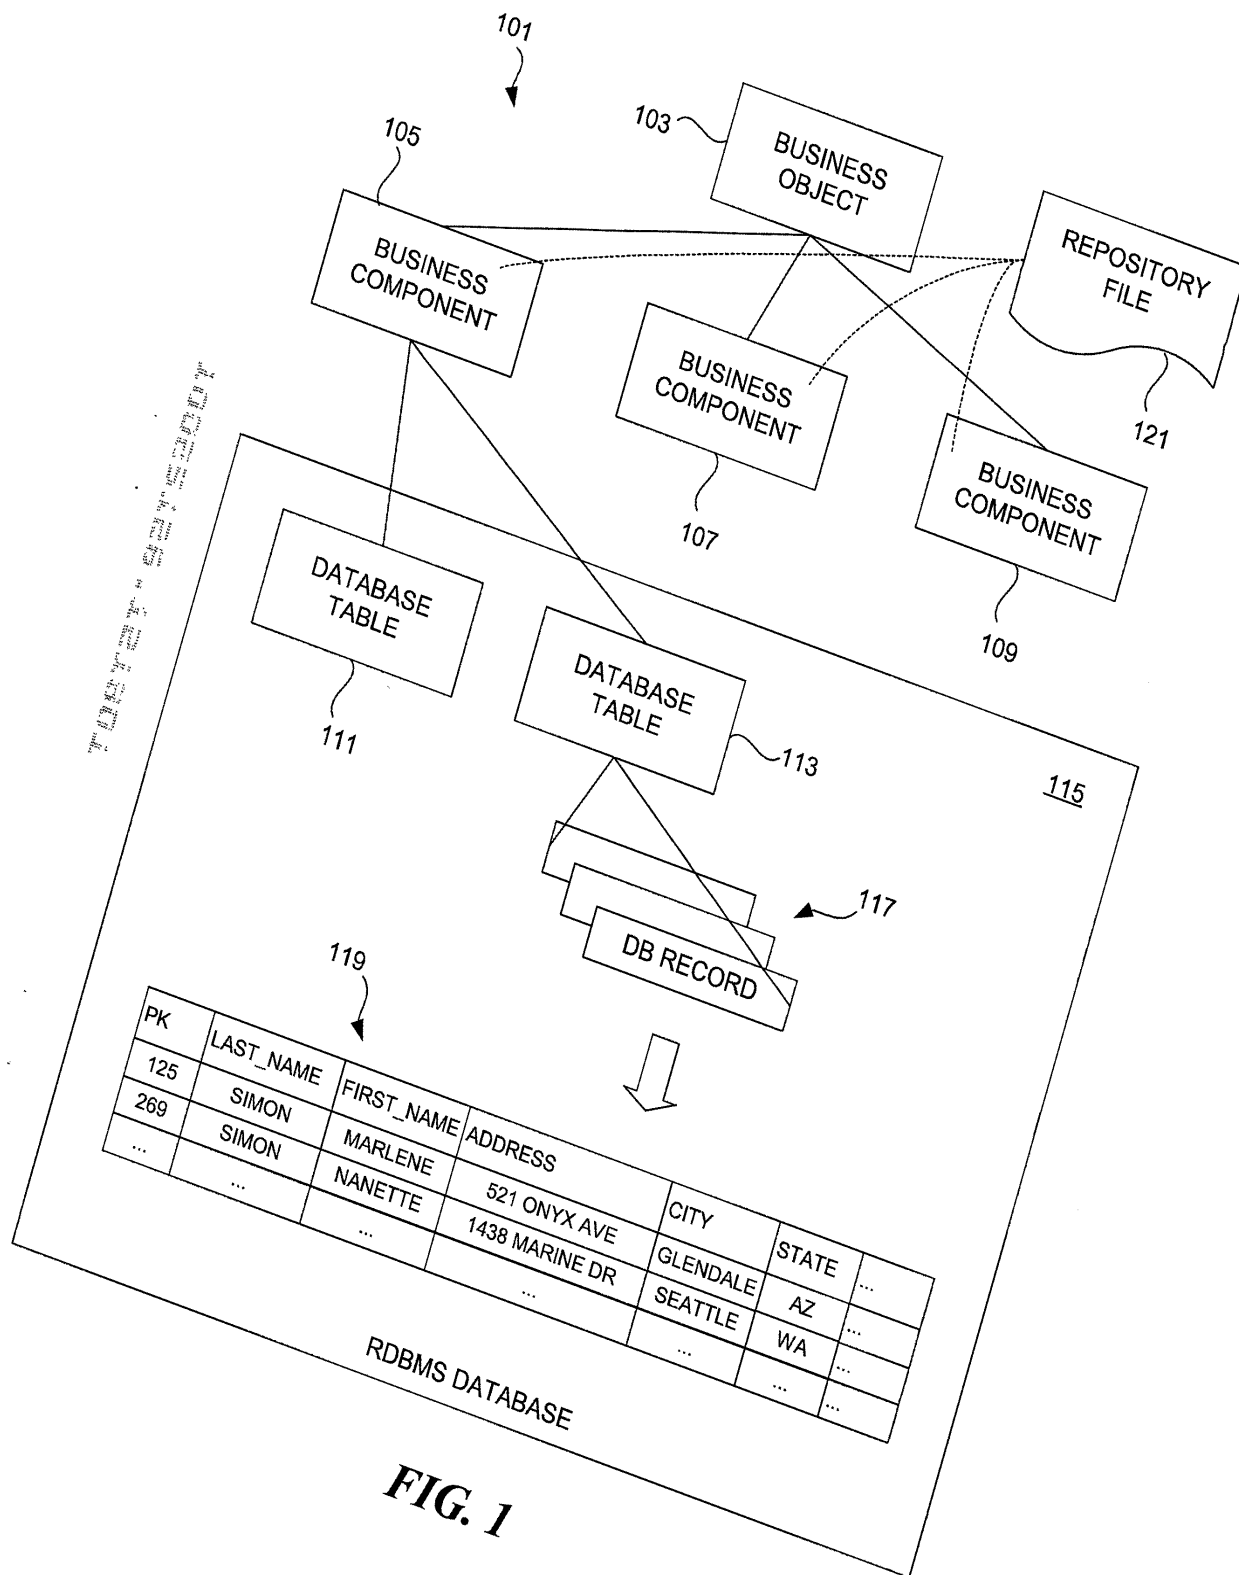 101
103
BUSINESS
OBJECT
105
BUSINESS
COMPONENT
REPOSITORY
FILE
121
BUSINESS
COMPONENT
107
BUSINESS
COMPONENT
109
DATABASE
TABLE
111
DATABASE
TABLE
113
115
117
DB RECORD
119
PK LAST_NAME FIRST_NAME ADDRESS CITY STATE ...
125 SIMON MARLENE 521 ONYX AVE GLENDALE AZ ...
269 SIMON NANETTE 1438 MARINE DR SEATTLE WA ...
... ... ... ... ... ... ...
RDBMS DATABASE
FIG. 1